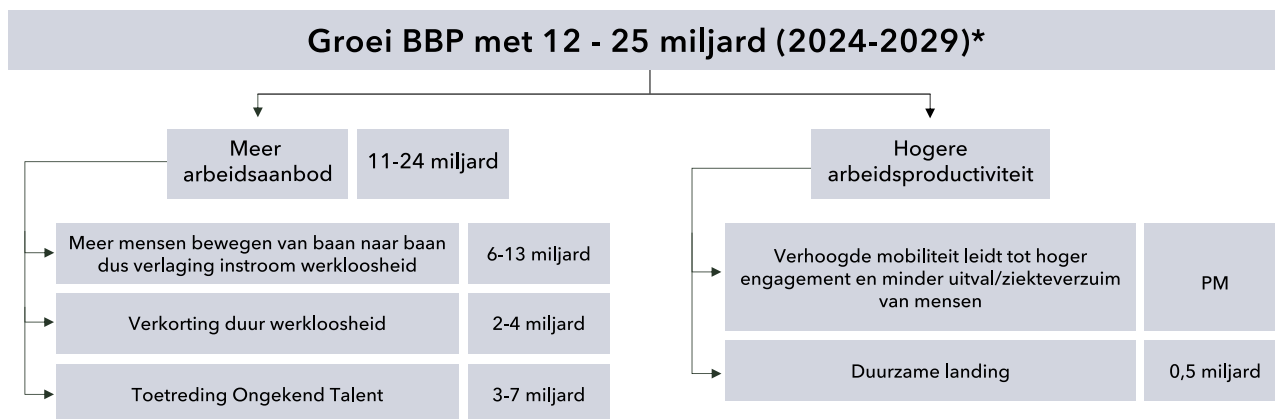 Groei BBP met 12 - 25 miljard (2024-2029)*
Meer
arbeidsaanbod
11-24 miljard
Meer mensen bewegen van baan naar baan
dus verlaging instroom werkloosheid
6-13 miljard
Verkorting duur werkloosheid
2-4 miljard
Toetreding Ongekend Talent
3-7 miljard
Hogere
arbeidsproductiviteit
Verhoogde mobiliteit leidt tot hoger
engagement en minder uitval/ziekteverzuim
van mensen
PM
Duurzame landing
0,5 miljard